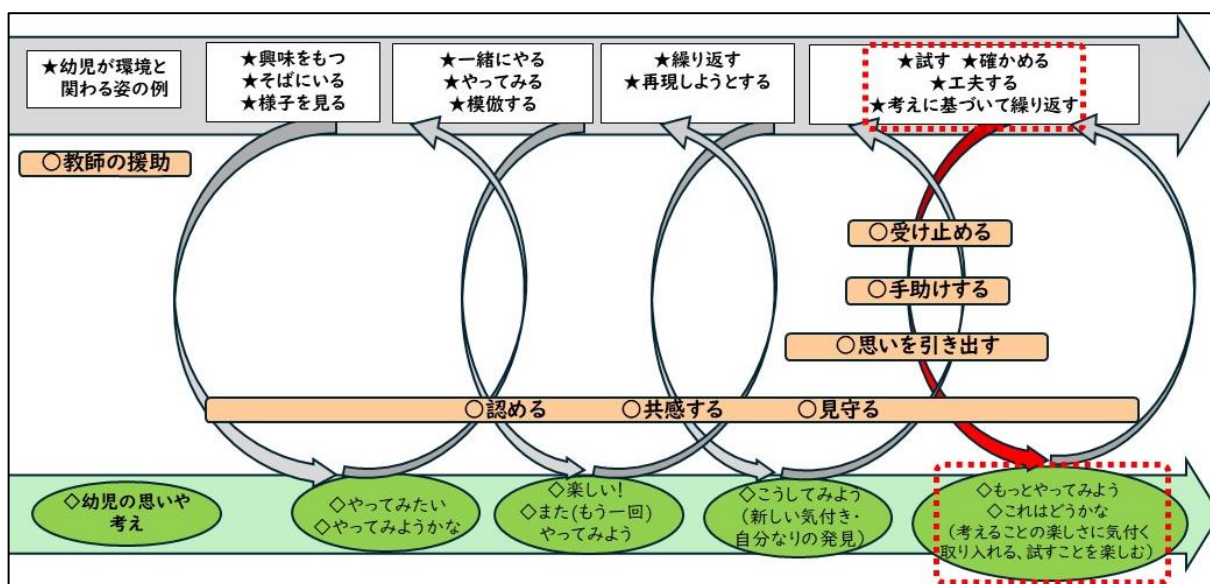 ★幼児が環境と
関わる姿の例
★興味をもつ
★そばにいる
★様子を見る
★一緒にやる
★やってみる
★模倣する
★繰り返す
★再現しようとする
★試す ★確かめる
★工夫する
★考えに基づいて繰り返す
○教師の援助
○受け止める
○手助けする
○思いを引き出す
○認める ○共感する ○見守る
◇幼児の思いや
考え
◇やってみたい
◇やってみようかな
◇楽しい!
◇また(もう一回)
やってみよう
◇こうしてみよう
(新しい気付き・
自分なりの発見)
◇もっとやってみよう
◇これはどうかな
(考えることの楽しさに気付く
取り入れる、試すことを楽しむ)